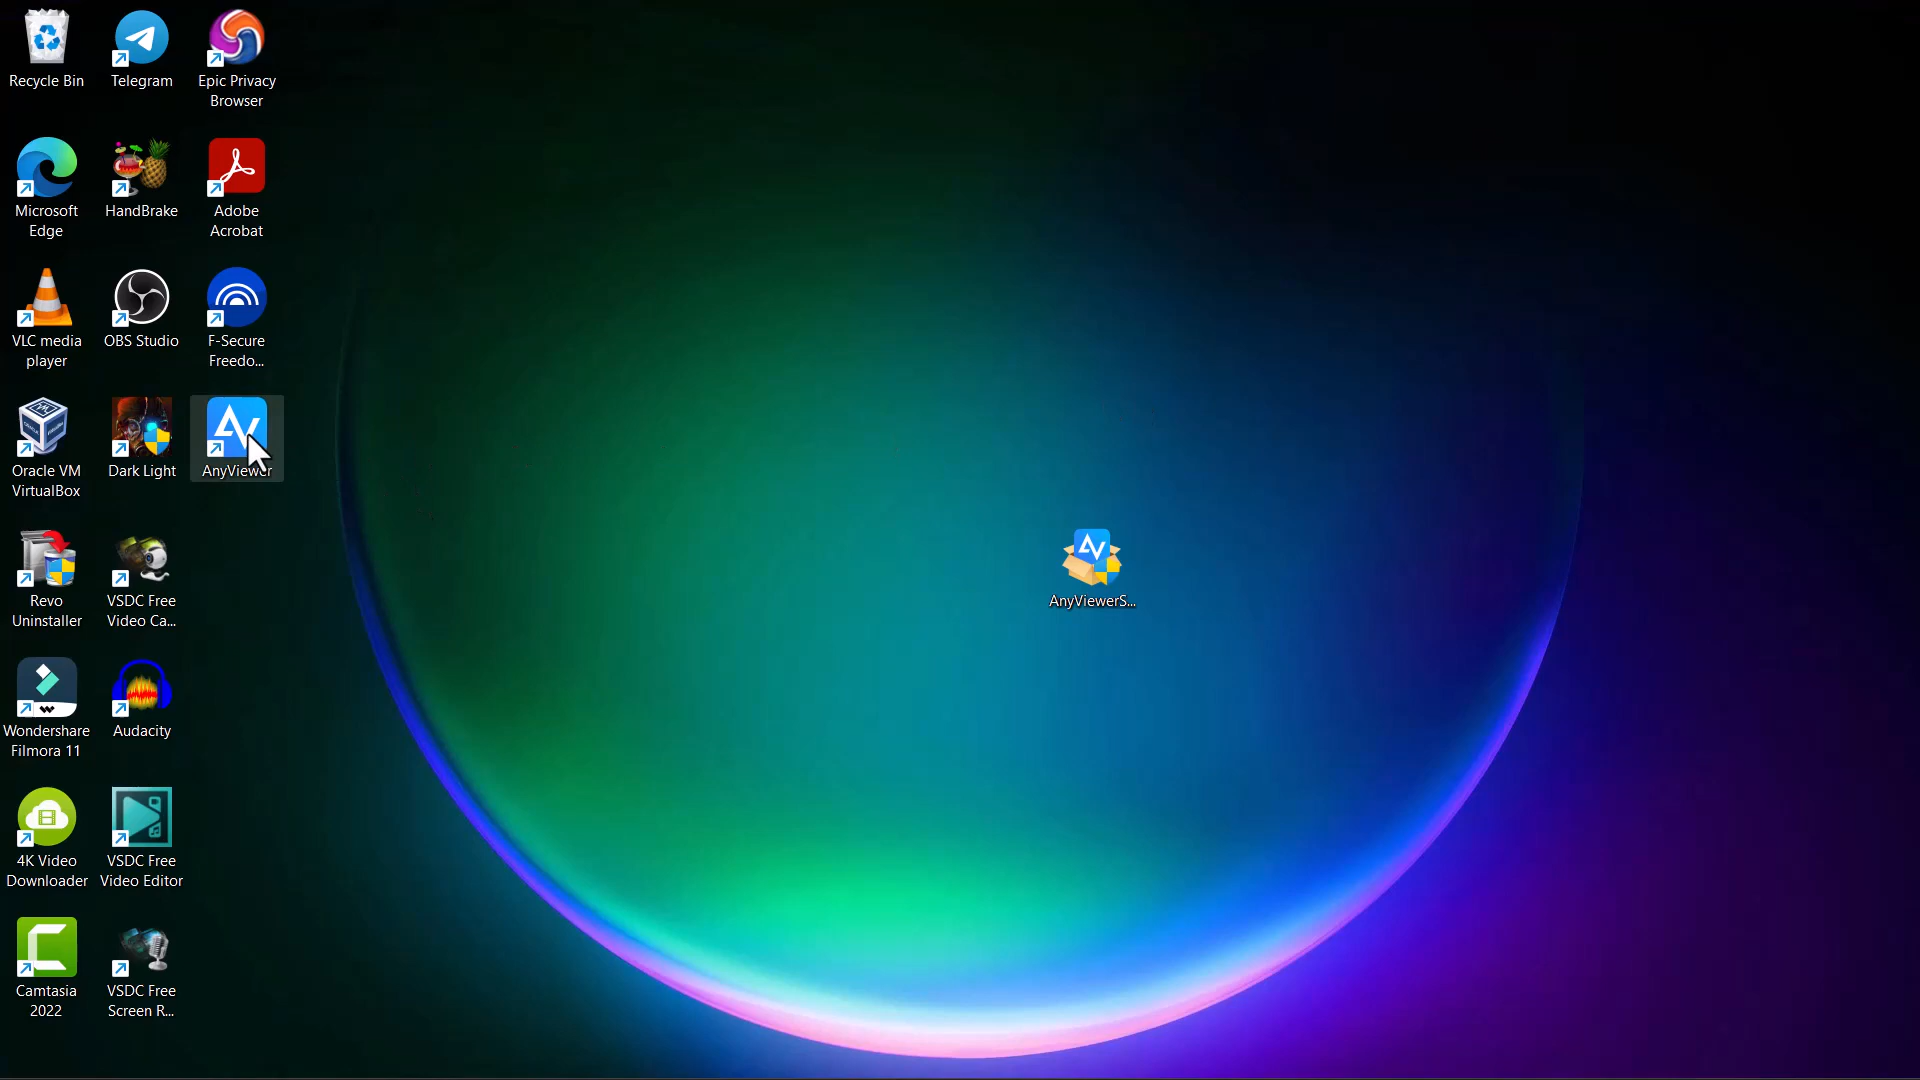 Recycle Bin
Telegram
Epic Privacy
Browser
Microsoft
Edge
HandBrake
Adobe
Acrobat
VLC media
player
OBS Studio
F-Secure
Freedo...
Oracle VM
VirtualBox
Dark Light
AnyViewer
Revo
Uninstaller
VSDC Free
Video Ca...
AnyViewerS...
Wondershare
Filmora 11
Audacity
4K Video
Downloader
VSDC Free
Video Editor
Camtasia
2022
VSDC Free
Screen R...